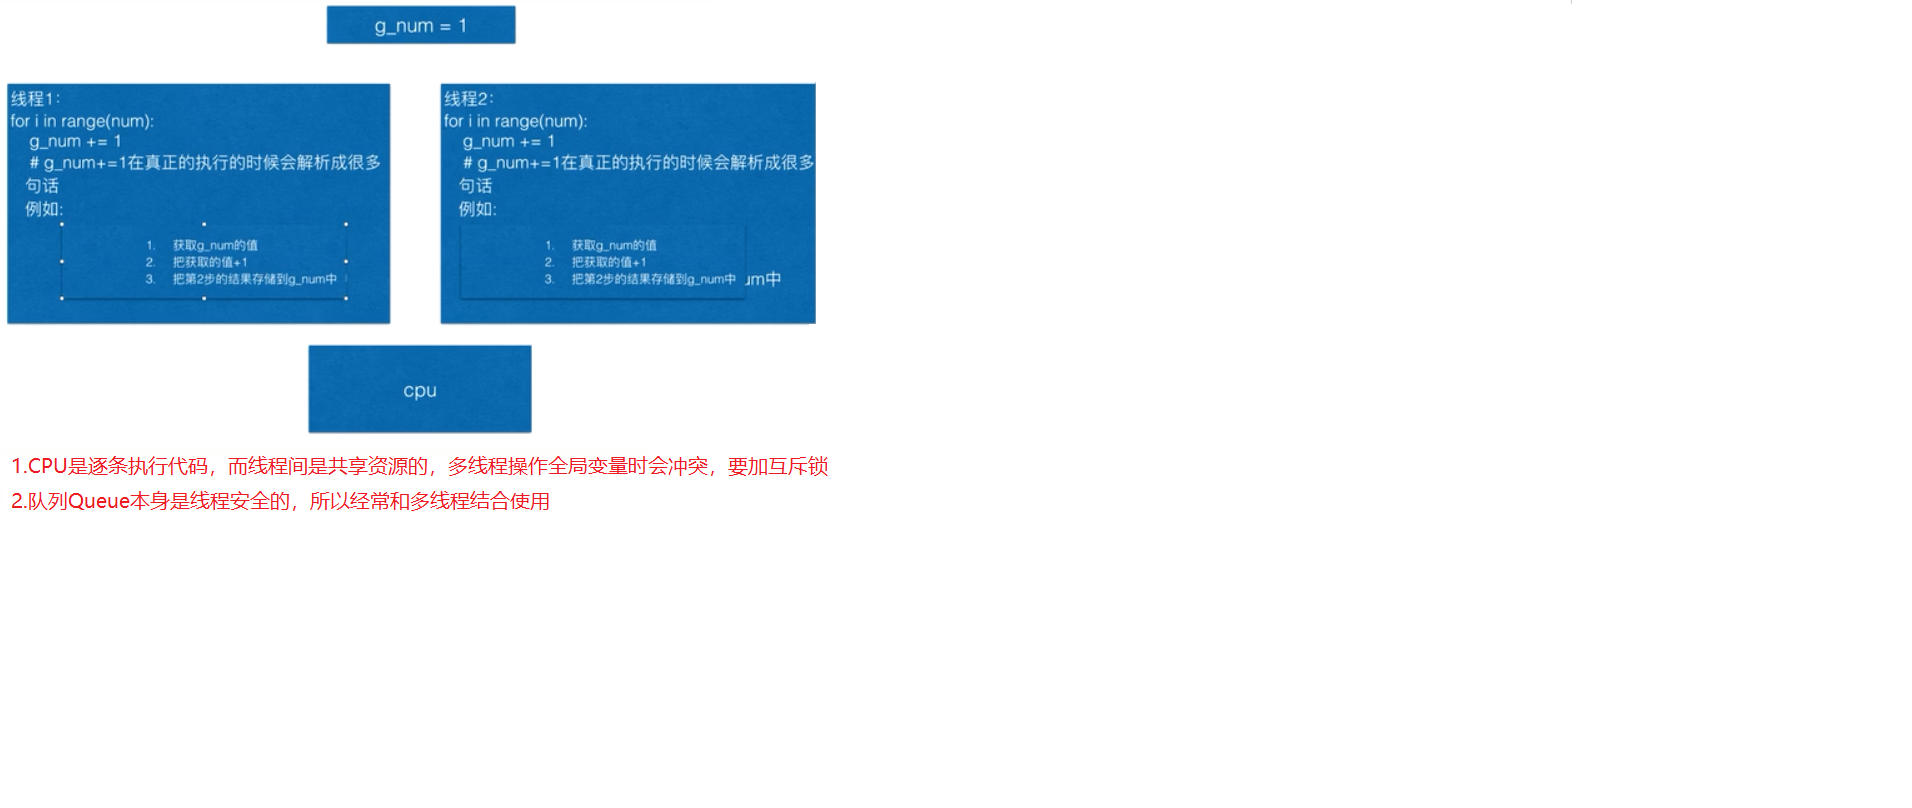 g_num = 1
线程1：
for i in range(num):
g_num += 1
# g_num+=1在真正的执行的时候会解析成很多
句话
例如:
1. 获取g_num的值
2. 把获取的值+1
3. 把第2步的结果存储到g_num中
线程2：
for i in range(num):
g_num += 1
# g_num+=1在真正的执行的时候会解析成很多
句话
例如:
1. 获取g_num的值
2. 把获取的值+1
3. 把第2步的结果存储到g_num中
um中
cpu
1.CPU是逐条执行代码，而线程间是共享资源的，多线程操作全局变量时会冲突，要加互斥锁
2.队列Queue本身是线程安全的，所以经常和多线程结合使用